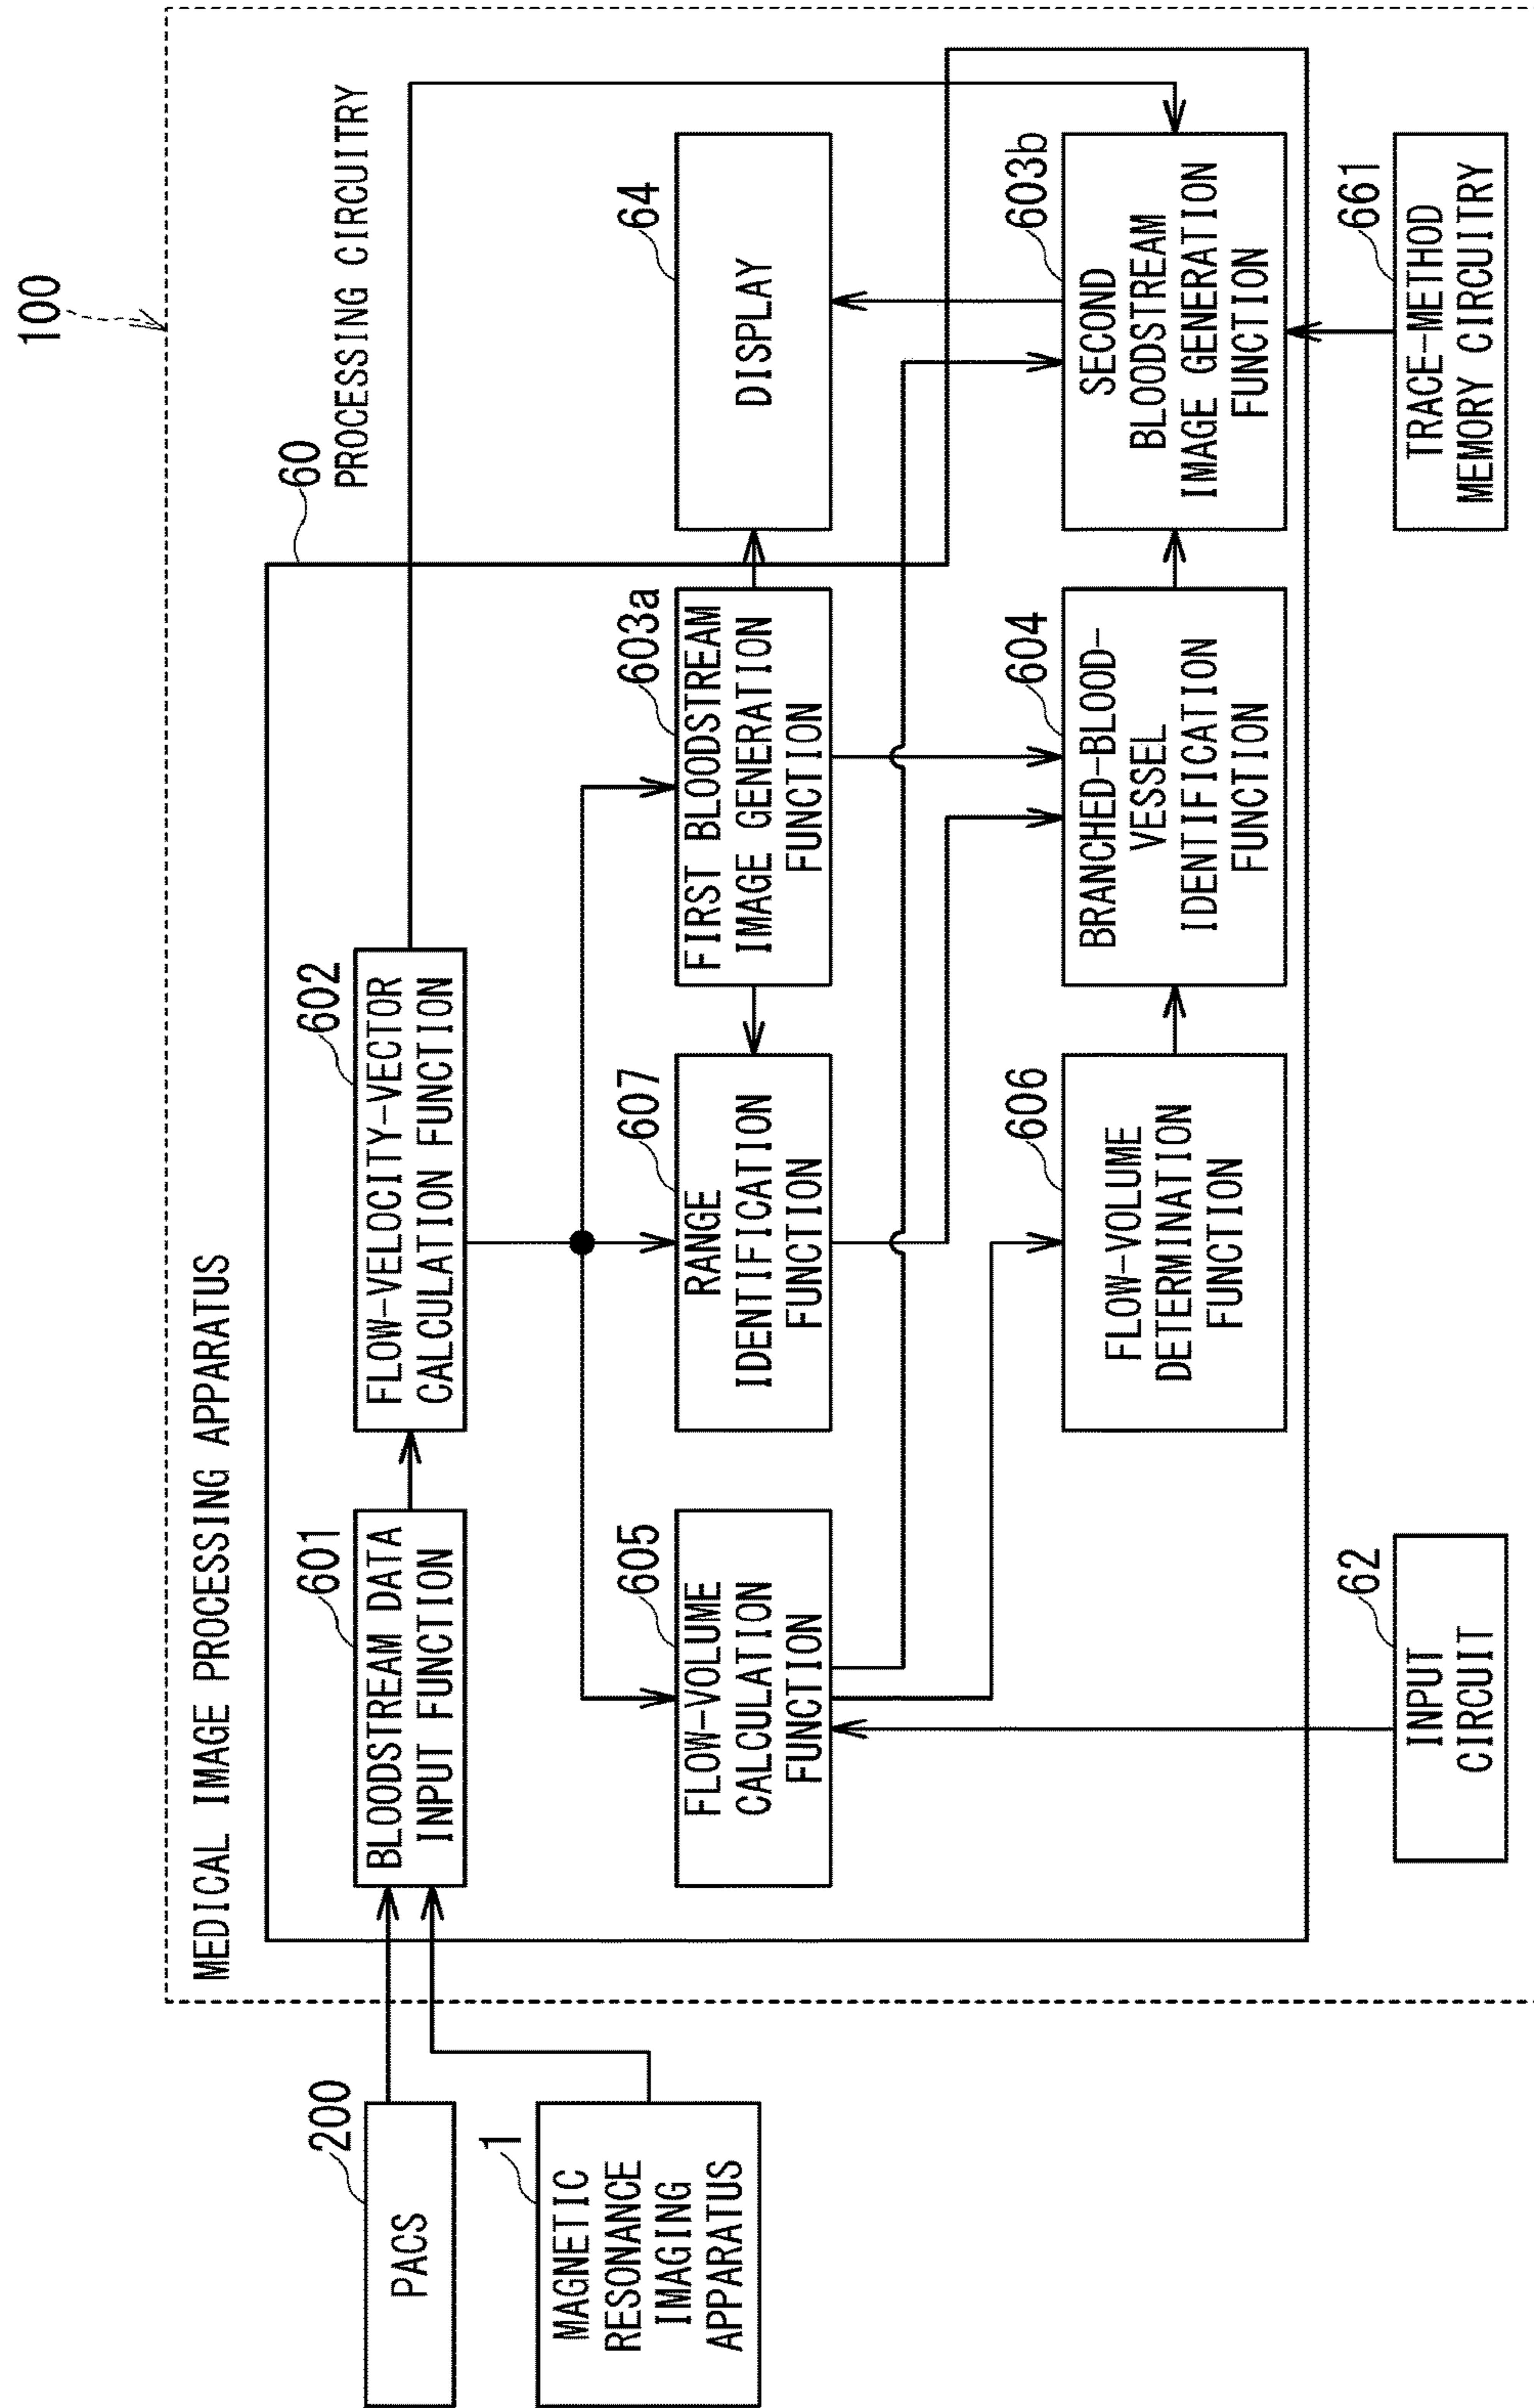 100
MEDICAL IMAGE PROCESSING APPARATUS
60
PROCESSING CIRCUITRY
200
PACS
1
MAGNETIC
RESONANCE
IMAGING
APPARATUS
601
BLOODSTREAM DATA
INPUT FUNCTION
602
FLOW-VELOCITY-VECTOR
CALCULATION FUNCTION
605
FLOW-VOLUME
CALCULATION
FUNCTION
607
RANGE
IDENTIFICATION
FUNCTION
603a
FIRST BLOODSTREAM
IMAGE GENERATION
FUNCTION
64
DISPLAY
606
FLOW-VOLUME
DETERMINATION
FUNCTION
604
BRANCHED-BLOOD-
VESSEL
IDENTIFICATION
FUNCTION
603b
SECOND
BLOODSTREAM
IMAGE GENERATION
FUNCTION
62
INPUT
CIRCUIT
661
TRACE-METHOD
MEMORY CIRCUITRY